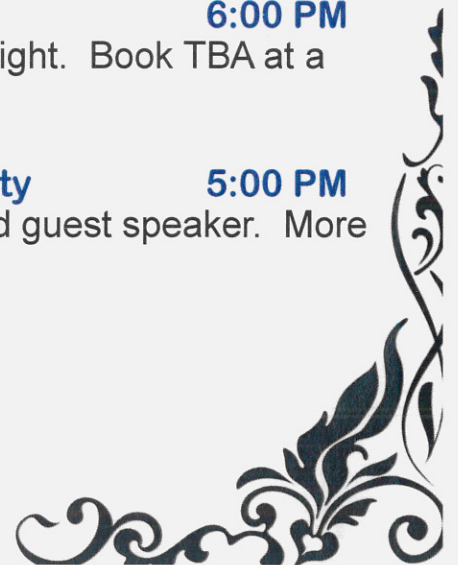 6:00 PM
ight.  Book TBA at a
ty 5:00 PM
d guest speaker.  More